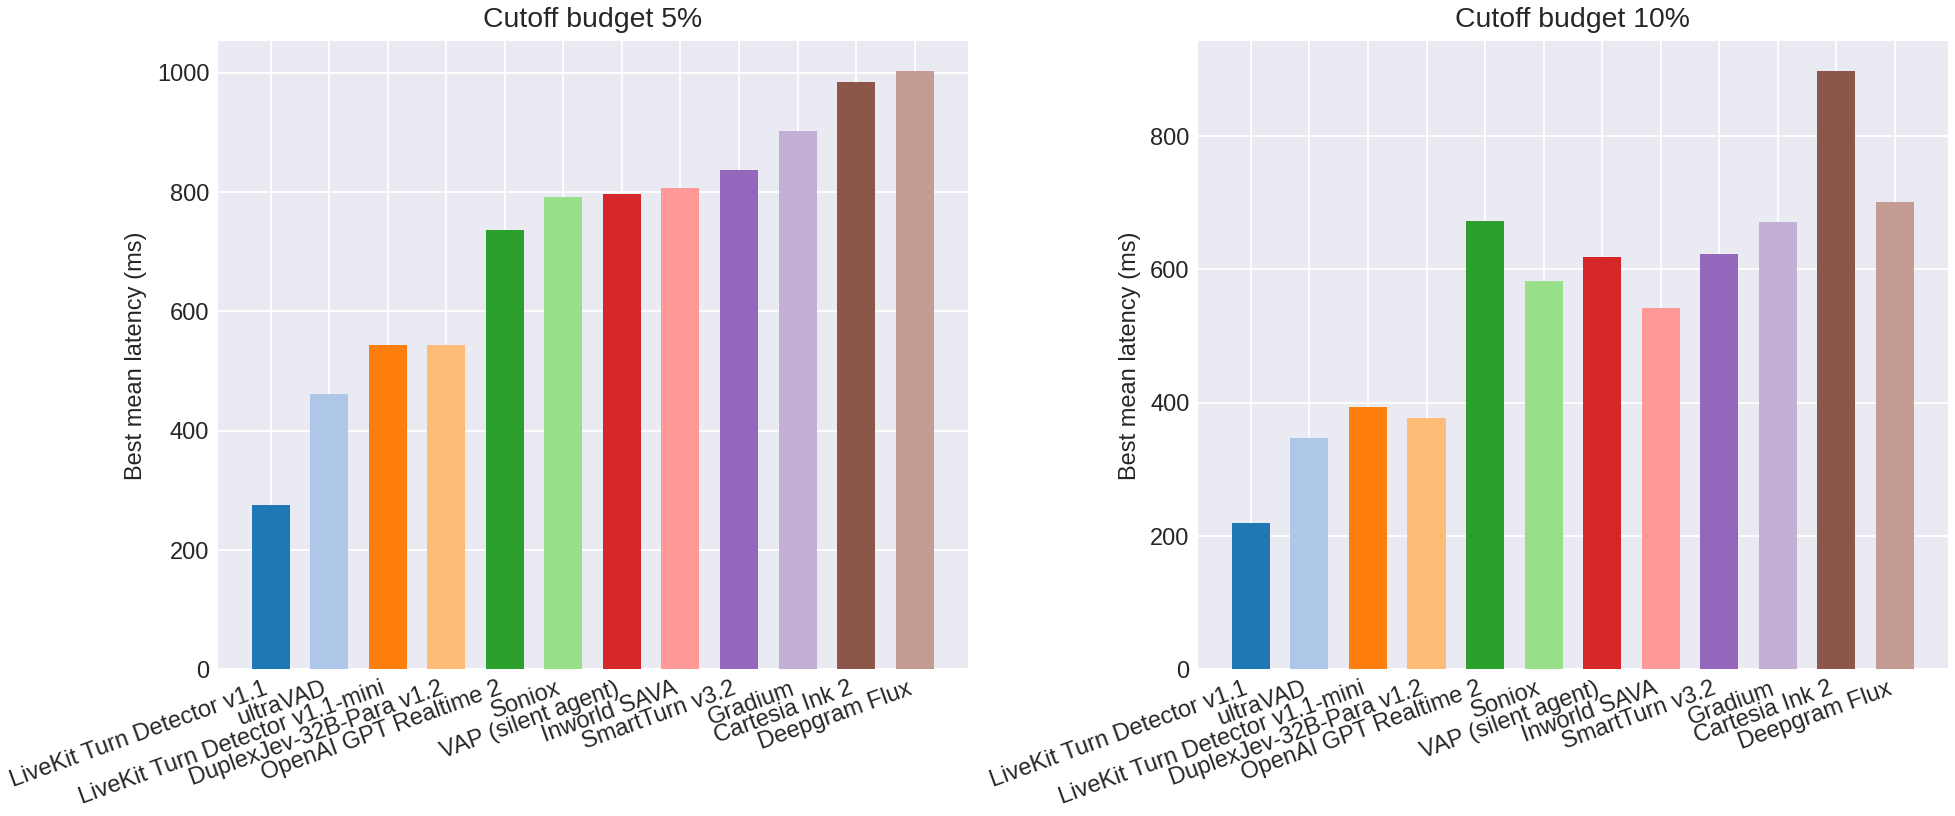 Cutoff budget 5%
Best mean latency (ms)
1000
800
600
400
200
0
LiveKit Turn Detector v1.1
ultraVAD
LiveKit Turn Detector v1.1-mini
DuplexJev-32B-Para v1.2
OpenAI GPT Realtime 2
Soniox
VAP (silent agent)
Inworld SAVA
SmartTurn v3.2
Gradium
Cartesia Ink 2
Deepgram Flux
Cutoff budget 10%
Best mean latency (ms)
800
600
400
200
0
LiveKit Turn Detector v1.1
ultraVAD
LiveKit Turn Detector v1.1-mini
DuplexJev-32B-Para v1.2
OpenAI GPT Realtime 2
Soniox
VAP (silent agent)
Inworld SAVA
SmartTurn v3.2
Gradium
Cartesia Ink 2
Deepgram Flux